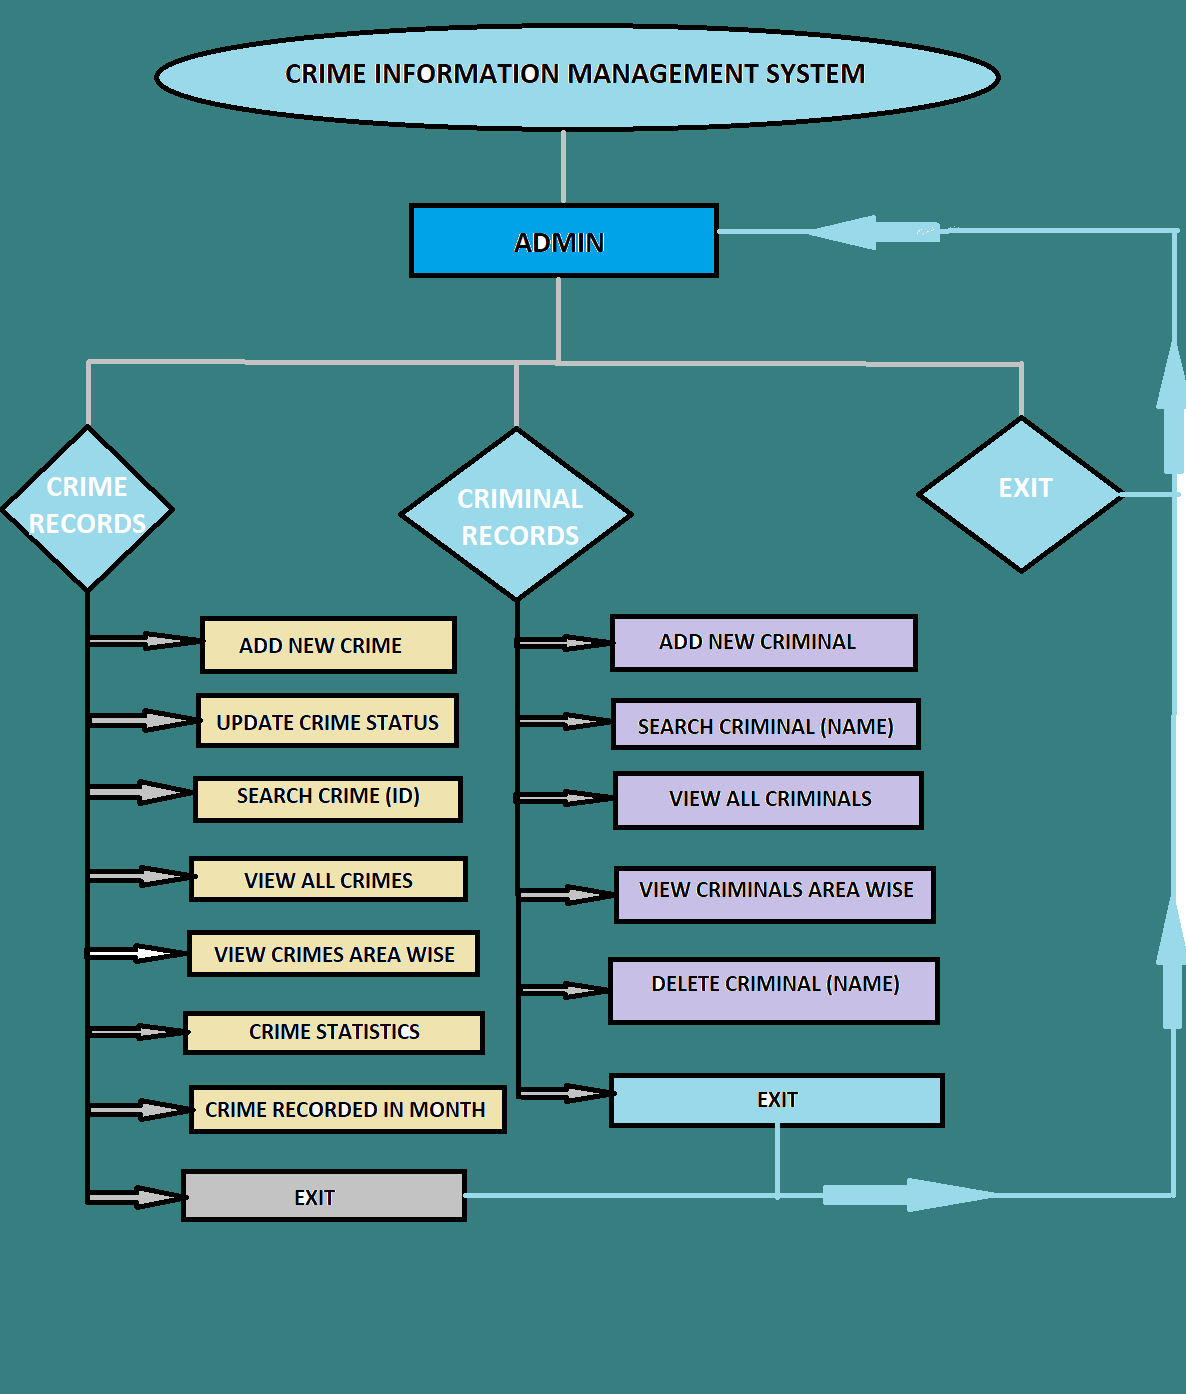 CRIME INFORMATION MANAGEMENT SYSTEM
ADMIN
CRIME
RECORDS
CRIMINAL
RECORDS
EXIT
ADD NEW CRIME
UPDATE CRIME STATUS
SEARCH CRIME (ID)
VIEW ALL CRIMES
VIEW CRIMES AREA WISE
CRIME STATISTICS
CRIME RECORDED IN MONTH
EXIT
ADD NEW CRIMINAL
SEARCH CRIMINAL (NAME)
VIEW ALL CRIMINALS
VIEW CRIMINALS AREA WISE
DELETE CRIMINAL (NAME)
EXIT